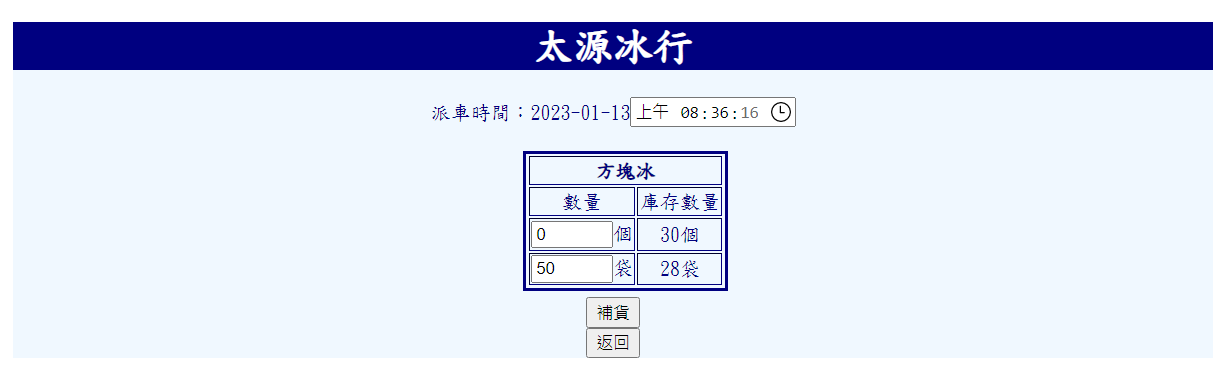 太源冰行
派車時間：2023-01-13 上午 08:36:16
方塊冰
數量 庫存數量
0 個 30個
50 袋 28袋
補貨
返回